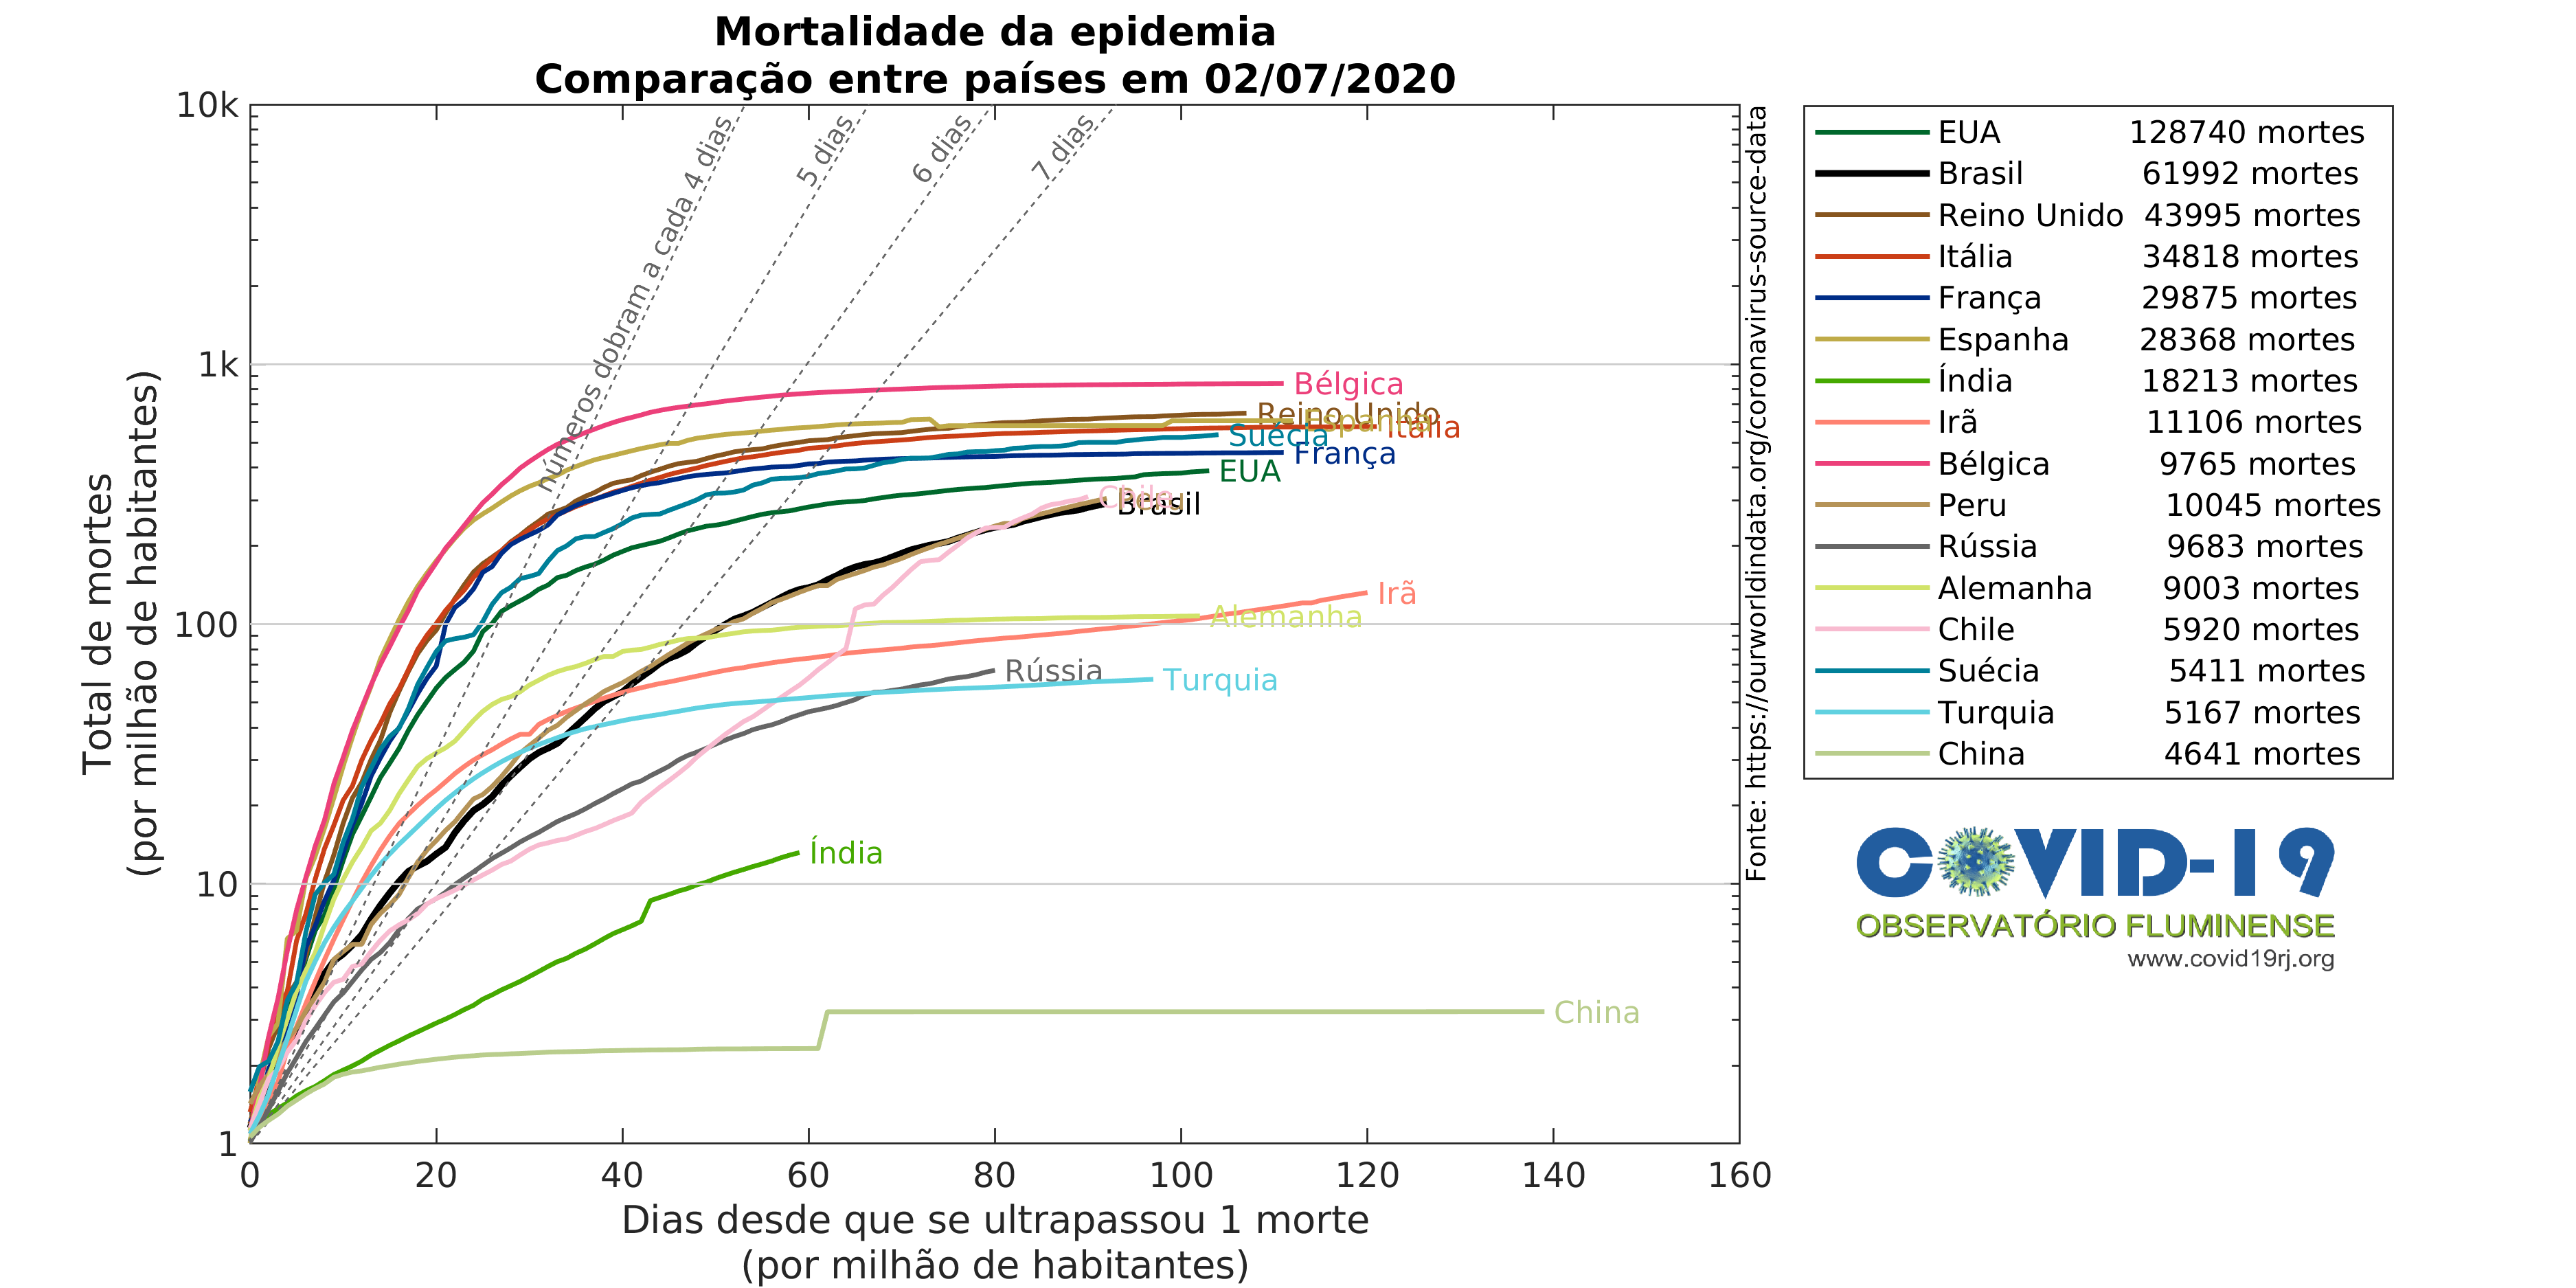 Mortalidade da epidemia
Comparação entre países em 02/07/2020
Total de mortes
(por milhão de habitantes)
10k
1k
100
10
1
0 20 40 60 80 100 120 140 160
Dias desde que se ultrapassou 1 morte
(por milhão de habitantes)
números dobram a cada 4 dias
5 dias
6 dias
7 dias
Bélgica
Reino Unido
Espanha
Itália
Suécia
França
EUA
Chile
Peru
Brasil
Irã
Alemanha
Rússia
Turquia
Índia
China
Fonte: https://ourworldindata.org/coronavirus-source-data
EUA 128740 mortes
Brasil 61992 mortes
Reino Unido 43995 mortes
Itália 34818 mortes
França 29875 mortes
Espanha 28368 mortes
Índia 18213 mortes
Irã 11106 mortes
Bélgica 9765 mortes
Peru 10045 mortes
Rússia 9683 mortes
Alemanha 9003 mortes
Chile 5920 mortes
Suécia 5411 mortes
Turquia 5167 mortes
China 4641 mortes
COVID-19
OBSERVATÓRIO FLUMINENSE
www.covid19rj.org